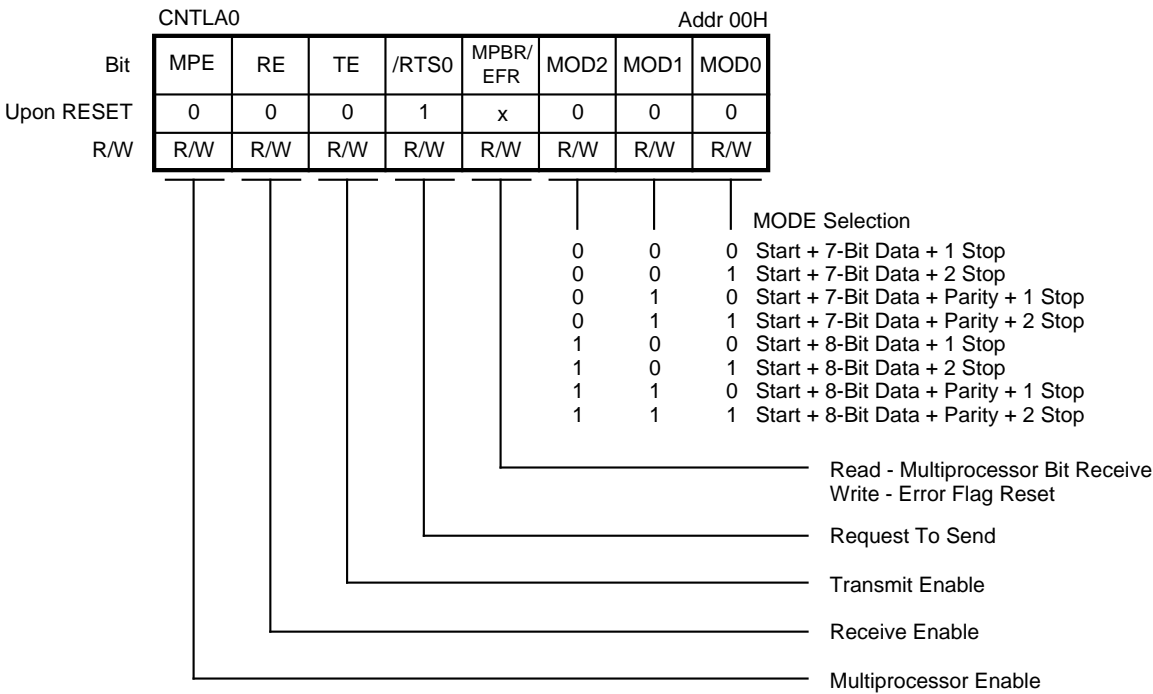 CNTLA0 Addr 00H
Bit MPE RE TE /RTS0 MPBR/ EFR MOD2 MOD1 MOD0
Upon RESET 0 0 0 1 x 0 0 0
R/W R/W R/W R/W R/W R/W R/W R/W R/W
MODE Selection
0 0 0 Start + 7-Bit Data + 1 Stop
0 0 1 Start + 7-Bit Data + 2 Stop
0 1 0 Start + 7-Bit Data + Parity + 1 Stop
0 1 1 Start + 7-Bit Data + Parity + 2 Stop
1 0 0 Start + 8-Bit Data + 1 Stop
1 0 1 Start + 8-Bit Data + 2 Stop
1 1 0 Start + 8-Bit Data + Parity + 1 Stop
1 1 1 Start + 8-Bit Data + Parity + 2 Stop
Read - Multiprocessor Bit Receive
Write - Error Flag Reset
Request To Send
Transmit Enable
Receive Enable
Multiprocessor Enable